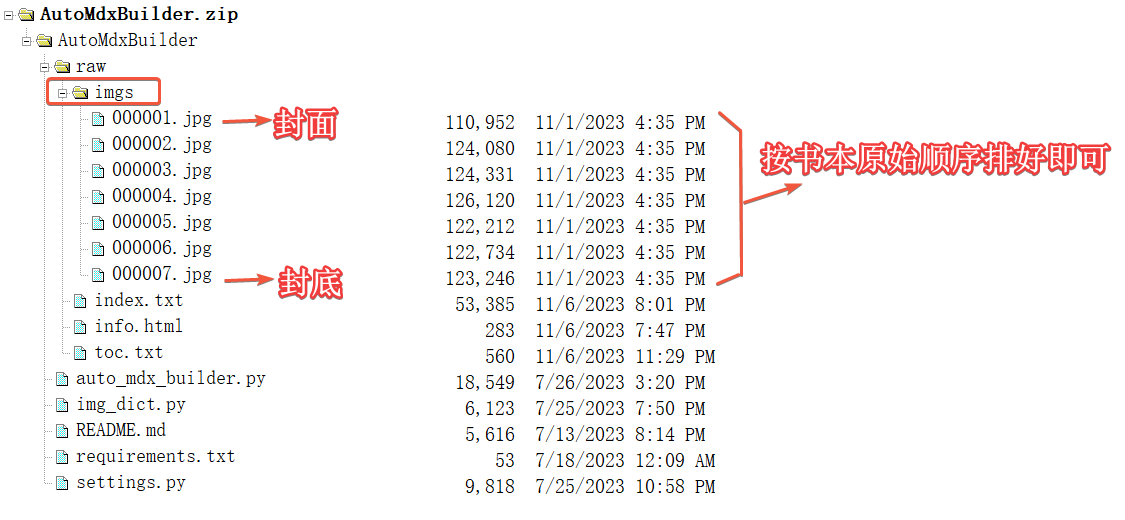 AutoMdxBuilder.zip
AutoMdxBuilder
raw
imgs
000001.jpg 封面 110,952 11/1/2023 4:35 PM
000002.jpg 124,080 11/1/2023 4:35 PM
000003.jpg 124,331 11/1/2023 4:35 PM 按书本原始顺序排好即可
000004.jpg 126,120 11/1/2023 4:35 PM
000005.jpg 122,212 11/1/2023 4:35 PM
000006.jpg 122,734 11/1/2023 4:35 PM
000007.jpg 封底 123,246 11/1/2023 4:35 PM
index.txt 53,385 11/6/2023 8:01 PM
info.html 283 11/6/2023 7:47 PM
toc.txt 560 11/6/2023 11:29 PM
auto_mdx_builder.py 18,549 7/26/2023 3:20 PM
img_dict.py 6,123 7/25/2023 7:50 PM
README.md 5,616 7/13/2023 8:14 PM
requirements.txt 53 7/18/2023 12:09 AM
settings.py 9,818 7/25/2023 10:58 PM